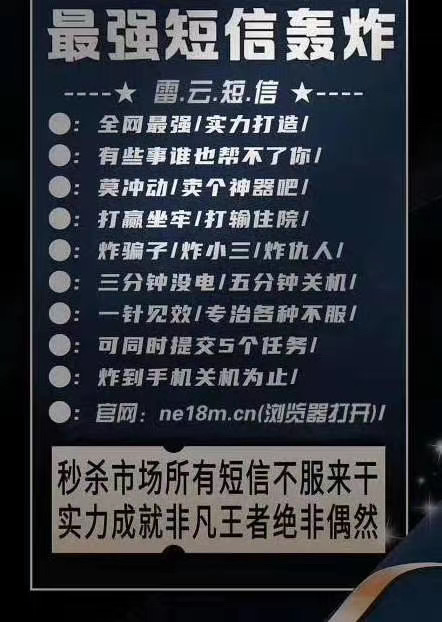 最强短信轰炸
----★ 雷.云.短.信 ★----
●：全网最强/实力打造/
●：有些事谁也帮不了你/
●：莫冲动/卖个神器吧/
●：打赢坐牢/打输住院/
●：炸骗子/炸小三/炸仇人/
●：三分钟没电/五分钟关机/
●：一针见效/专治各种不服/
●：可同时提交5个任务/
●：炸到手机关机为止/
●：官网：ne18m.cn(浏览器打开)/
秒杀市场所有短信不服来干
实力成就非凡王者绝非偶然